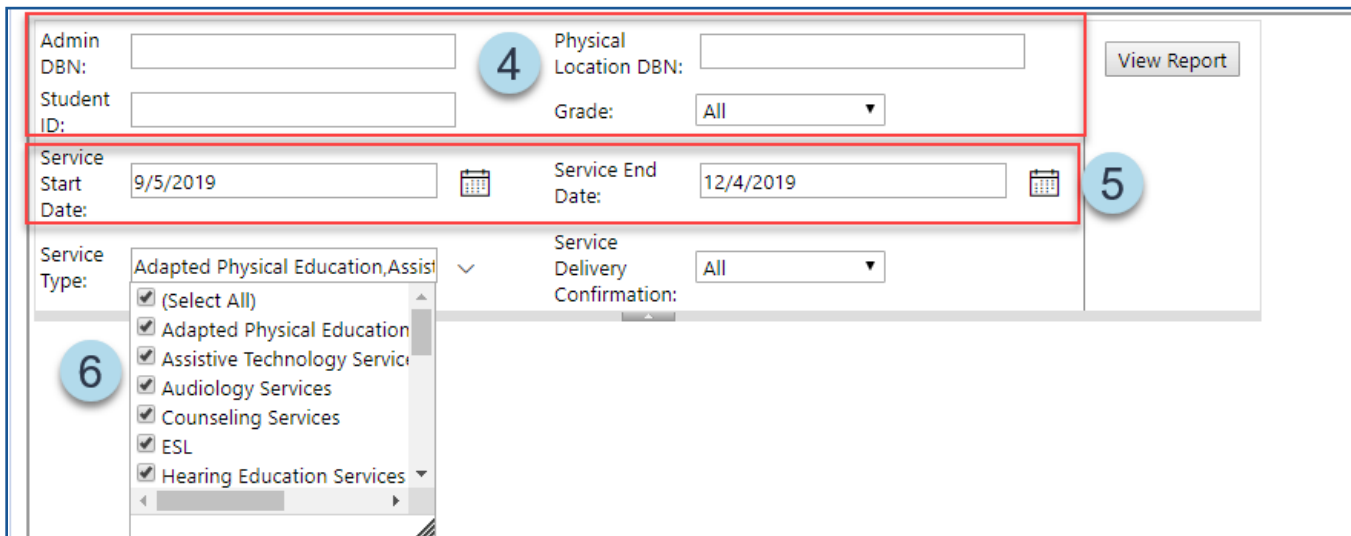 Admin
DBN:
4
Physical
Location DBN:
View Report
Student
ID:
Grade:
All
Service
Start
Date:
9/5/2019
Service End
Date:
12/4/2019
5
Service
Type:
Adapted Physical Education,Assist
Service
Delivery
Confirmation:
All
(Select All)
Adapted Physical Education
Assistive Technology Service
6
Audiology Services
Counseling Services
ESL
Hearing Education Services